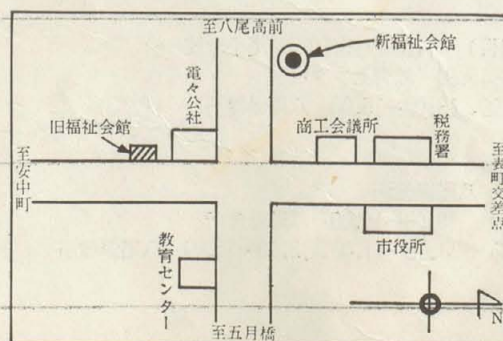 至八尾高前
新福祉会館
電々公社
旧福祉会館
商工会議所
税務署
至安中町
至表町交差点
市役所
教育センター
至五月橋
N